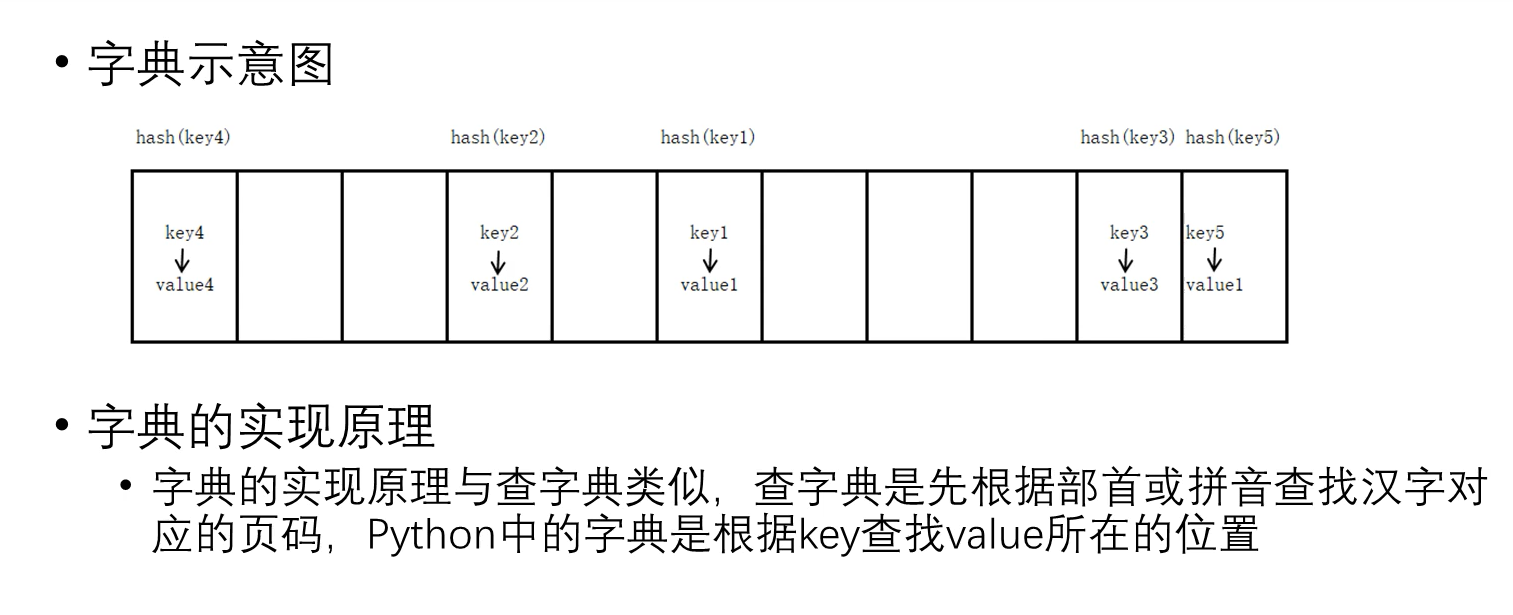 • 字典示意图
hash(key4) hash(key2) hash(key1) hash(key3) hash(key5)
key4 key2 key1 key3 key5
value4 value2 value1 value3 value1
• 字典的实现原理
• 字典的实现原理与查字典类似，查字典是先根据部首或拼音查找汉字对
应的页码，Python中的字典是根据key查找value所在的位置